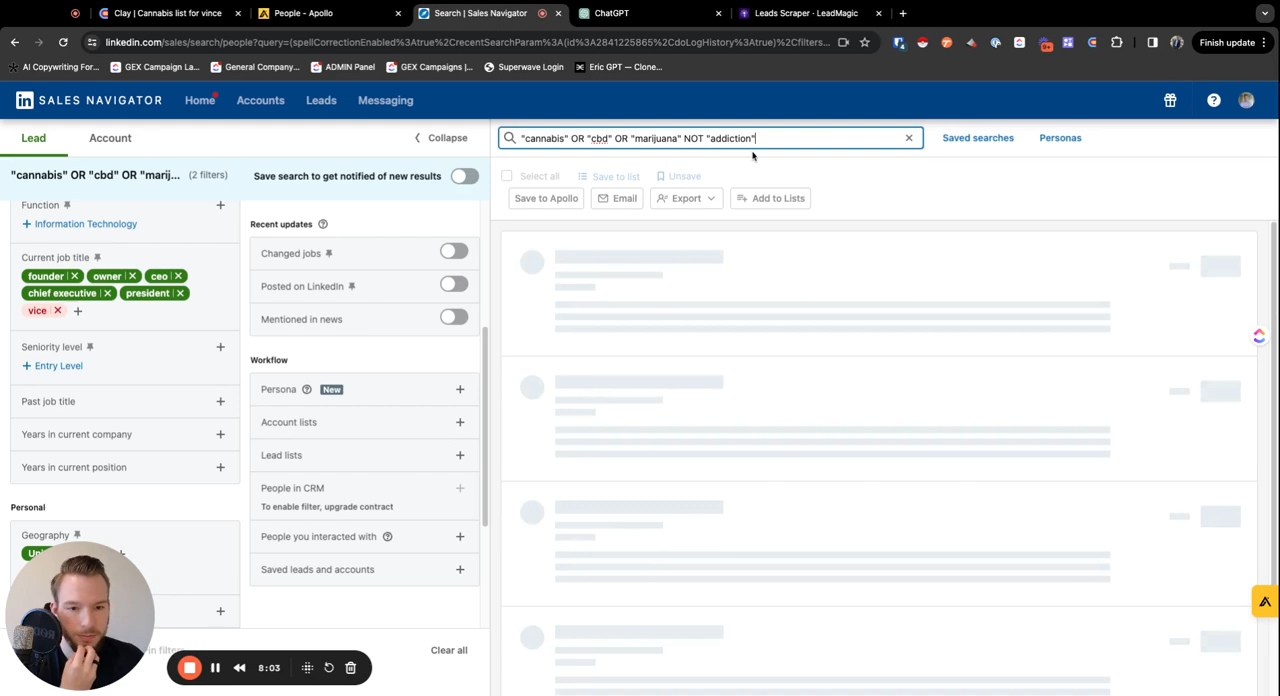 Clay | Cannabis list for vince
People - Apollo
Search | Sales Navigator
ChatGPT
Leads Scraper - LeadMagic
linkedin.com/sales/search/people?query=(spellCorrectionEnabled%3Atrue%2CrecentSearchParam%3A(id%3A2841225865%2CdoLogHistory%3Atrue)%2Cfilters...
Finish update
AI Copywriting For...
GEX Campaign La...
General Company...
ADMIN Panel
GEX Campaigns |...
Superwave Login
Eric GPT — Clone...
in SALES NAVIGATOR
Home
Accounts
Leads
Messaging
Lead
Account
Collapse
"cannabis" OR "cbd" OR "marijuana" NOT "addiction"
Saved searches
Personas
"cannabis" OR "cbd" OR "marij... (2 filters)
Save search to get notified of new results
Select all
Save to list
Unsave
Save to Apollo
Email
Export
Add to Lists
Function
+ Information Technology
Current job title
founder
owner
ceo
chief executive
president
vice
Seniority level
+ Entry Level
Past job title
Years in current company
Years in current position
Personal
Geography
Recent updates
Changed jobs
Posted on LinkedIn
Mentioned in news
Workflow
Persona
New
Account lists
Lead lists
People in CRM
To enable filter, upgrade contract
People you interacted with
Saved leads and accounts
Clear all
8:03